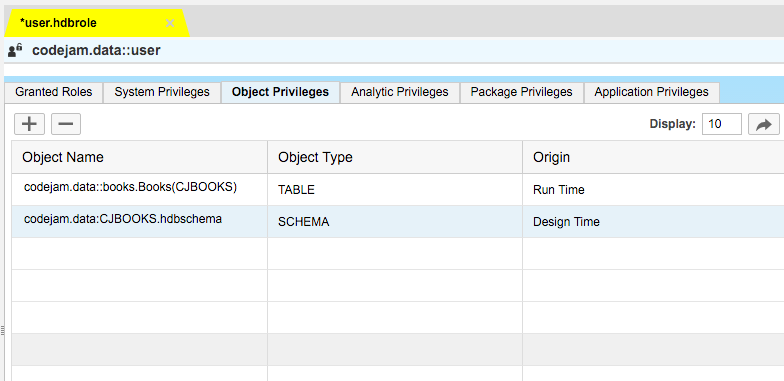 *user.hdbrole
codejam.data::user
Granted Roles System Privileges Object Privileges Analytic Privileges Package Privileges Application Privileges
Display: 10
Object Name Object Type Origin
codejam.data::books.Books(CJBOOKS) TABLE Run Time
codejam.data:CJBOOKS.hdbschema SCHEMA Design Time